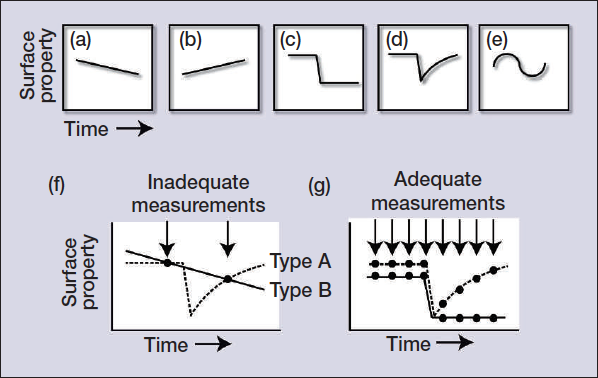 (a)
(b)
(c)
(d)
(e)
Surface
property
Time
(f)
Inadequate
measurements
(g)
Adequate
measurements
Surface
property
Type A
Type B
Time
Time